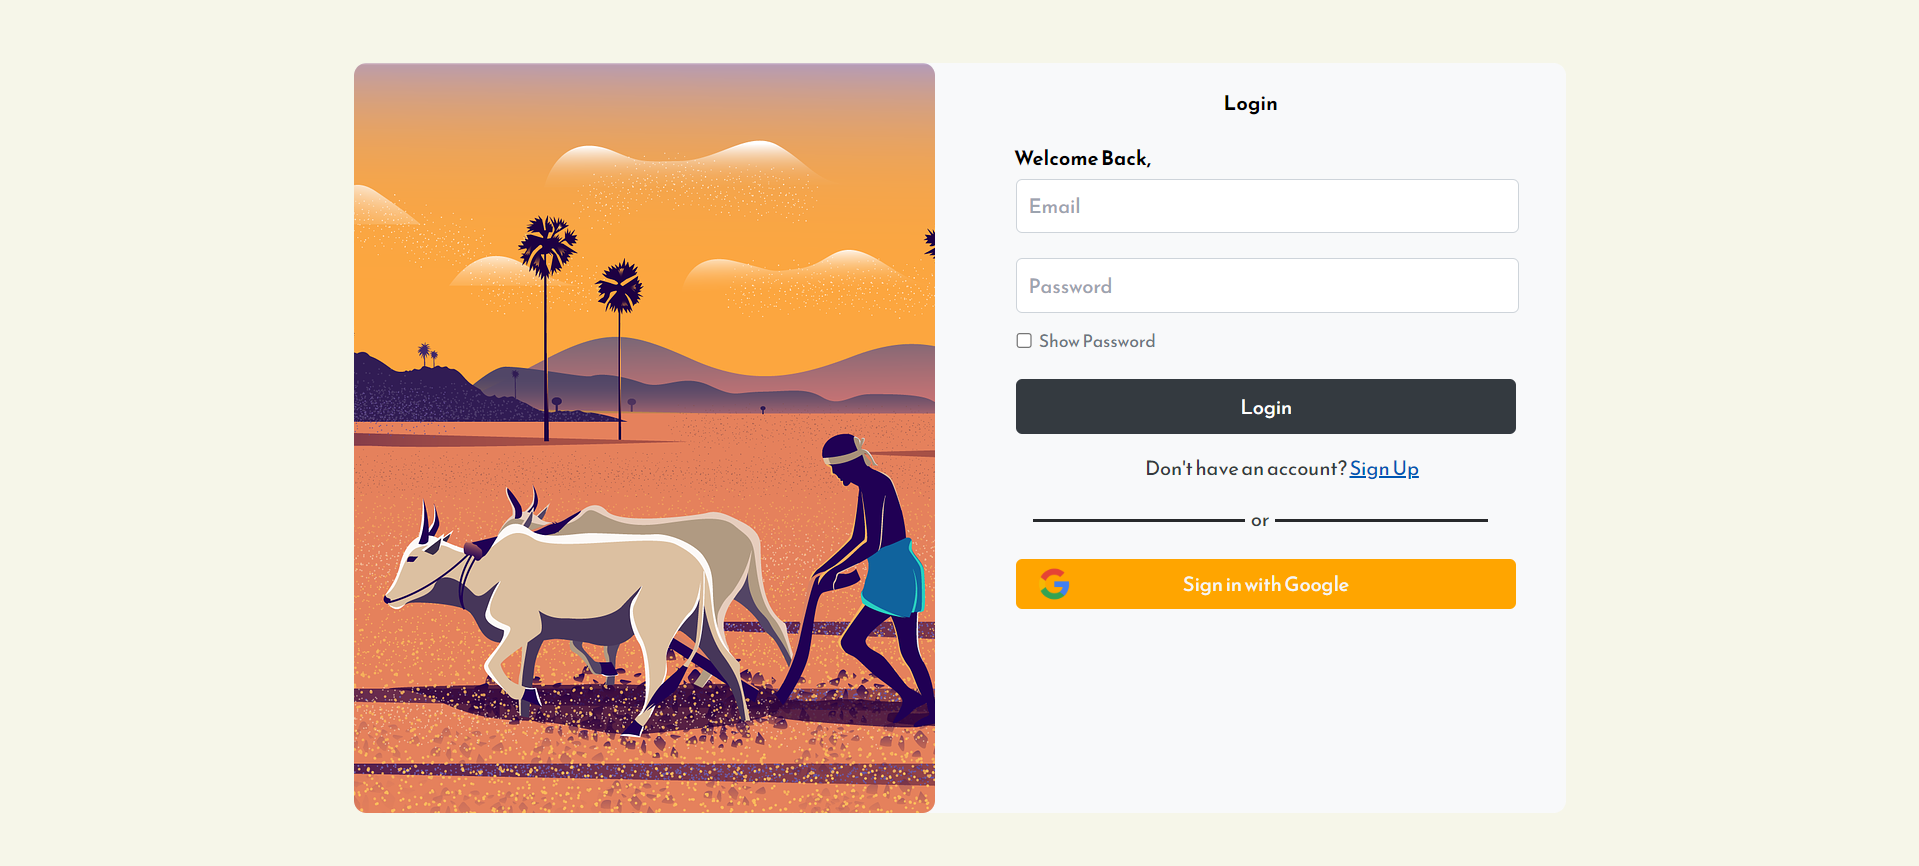 Login
Welcome Back,
Email
Password
Show Password
Login
Don't have an account? Sign Up
or
Sign in with Google